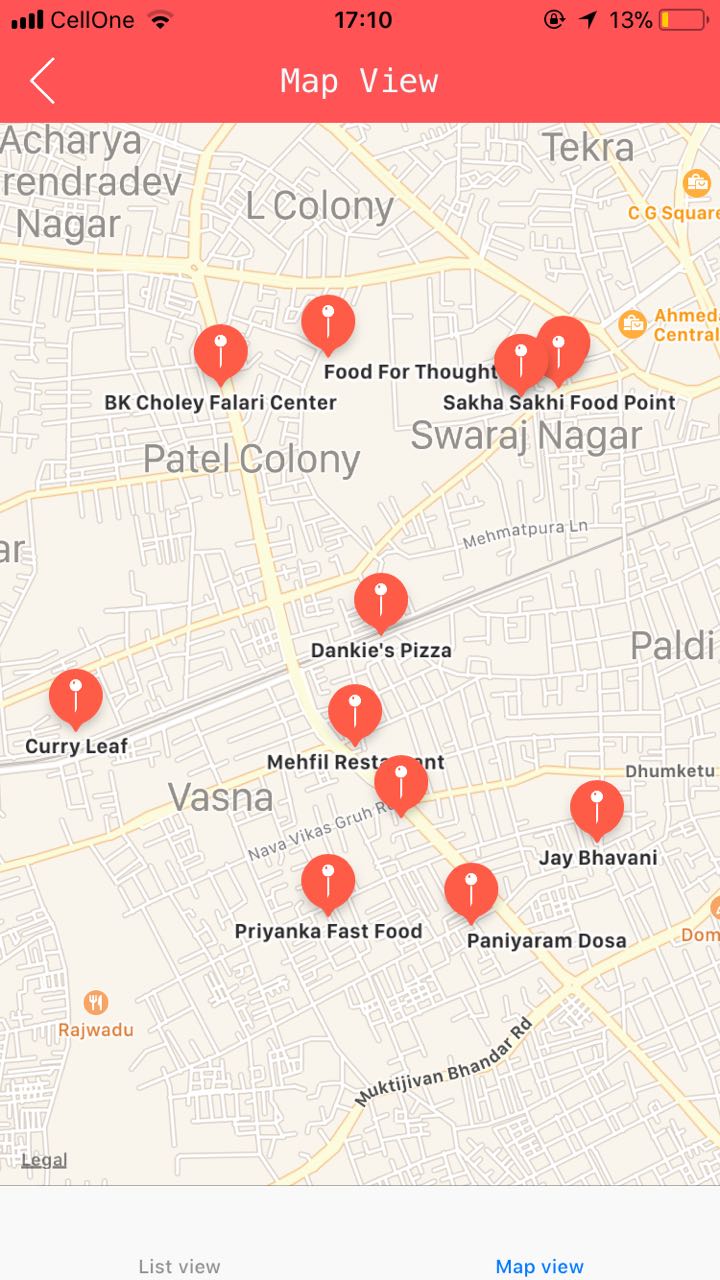 CellOne
17:10
13%
Map View
Acharya
rendradev
Nagar
Tekra
L Colony
C G Square
Ahmeda
Central
Food For Thought
BK Choley Falari Center
Sakha Sakhi Food Point
Swaraj Nagar
Patel Colony
Mehmatpura Ln
ar
Dankie's Pizza
Paldi
Curry Leaf
Mehfil Restaurant
Dhumketu
Vasna
Nava Vikas Gruh Rd
Jay Bhavani
Priyanka Fast Food
Paniyaram Dosa
Dom
Rajwadu
Muktijivan Bhandar Rd
Legal
List view
Map view